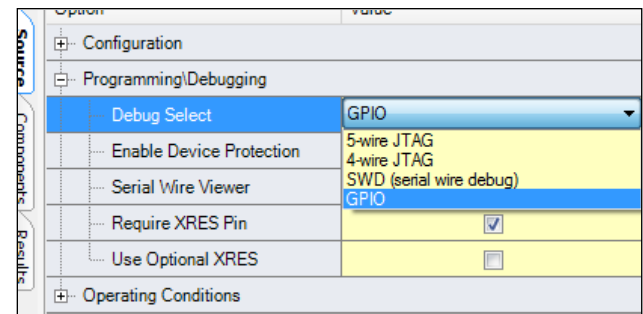 Option Value
Source
Components
Results
Configuration
Programming\Debugging
Debug Select GPIO
5-wire JTAG
4-wire JTAG
SWD (serial wire debug)
GPIO
Enable Device Protection
Serial Wire Viewer
Require XRES Pin
Use Optional XRES
Operating Conditions